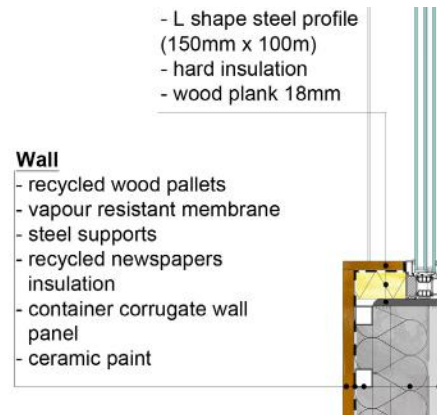 - L shape steel profile
(150mm x 100m)
- hard insulation
- wood plank 18mm
Wall
- recycled wood pallets
- vapour resistant membrane
- steel supports
- recycled newspapers
insulation
- container corrugate wall
panel
- ceramic paint